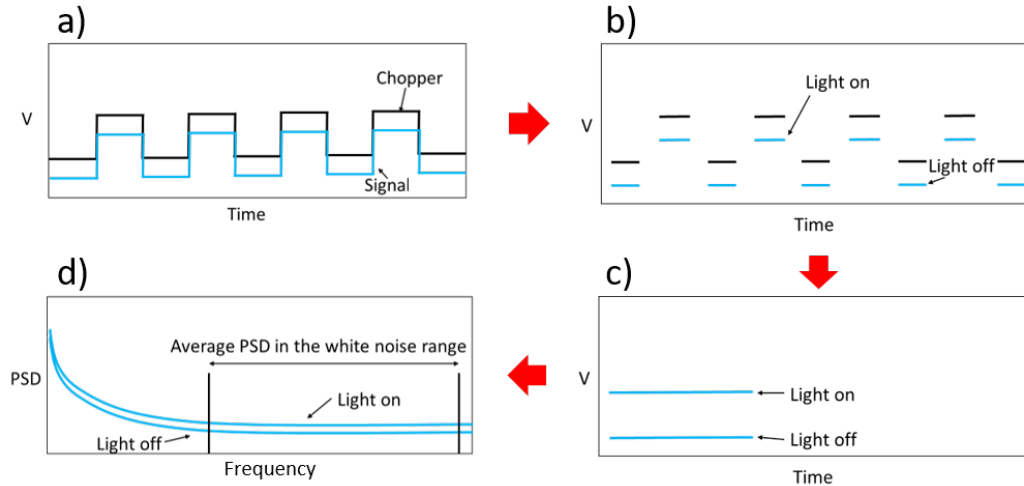 a)
V
Chopper
Signal
Time
b)
V
Light on
Light off
Time
d)
PSD
Average PSD in the white noise range
Light on
Light off
Frequency
c)
V
Light on
Light off
Time